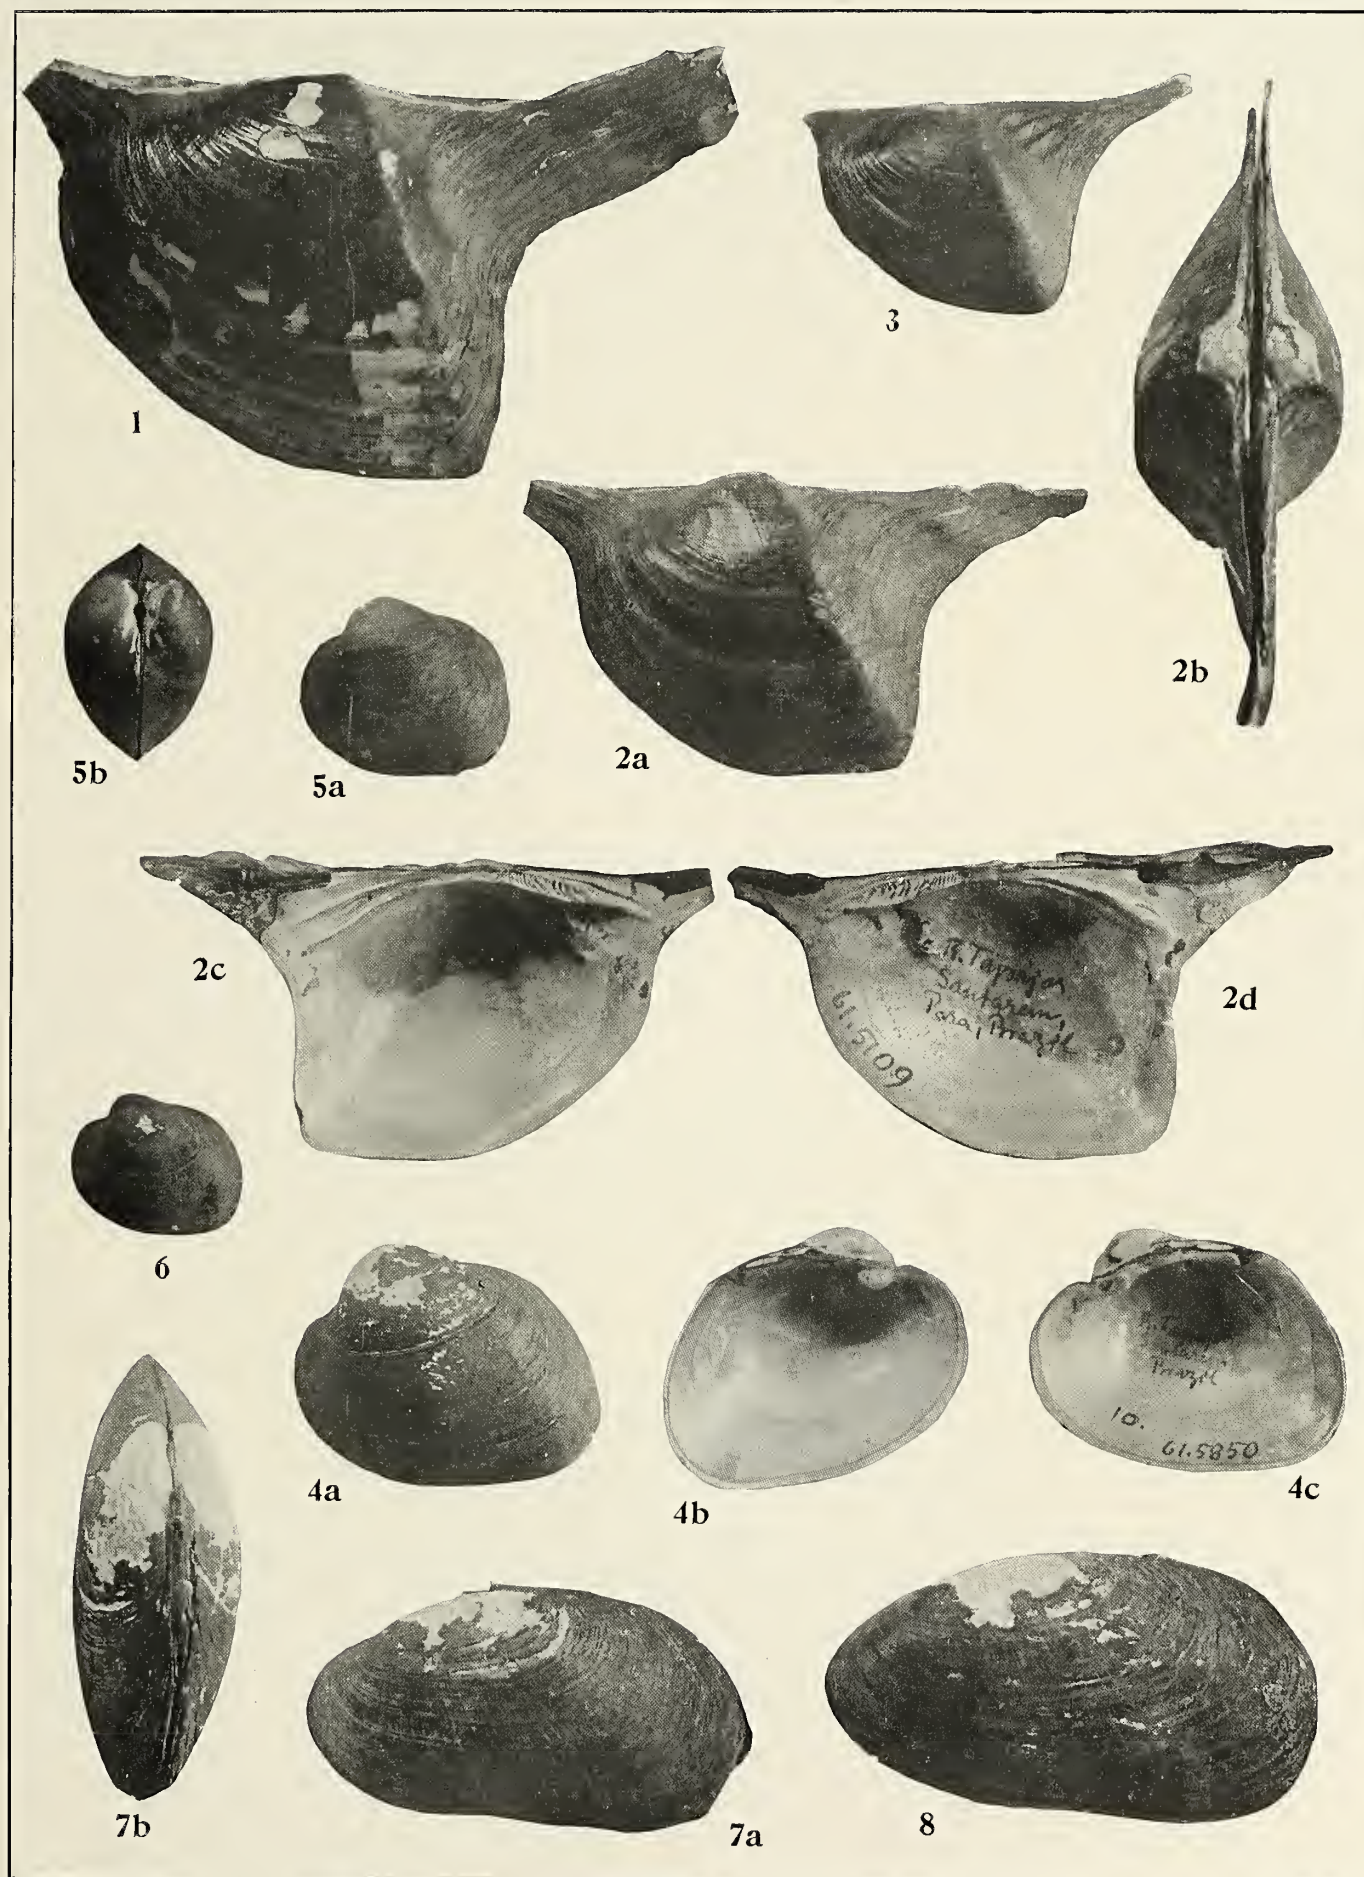 1
3
2b
2a
5b
5a
2c
R. Tapajos
Santarem,
Para, Brazil
61.5109
2d
6
4a
4b
Brazil
10.
61.5850
4c
7b
7a
8